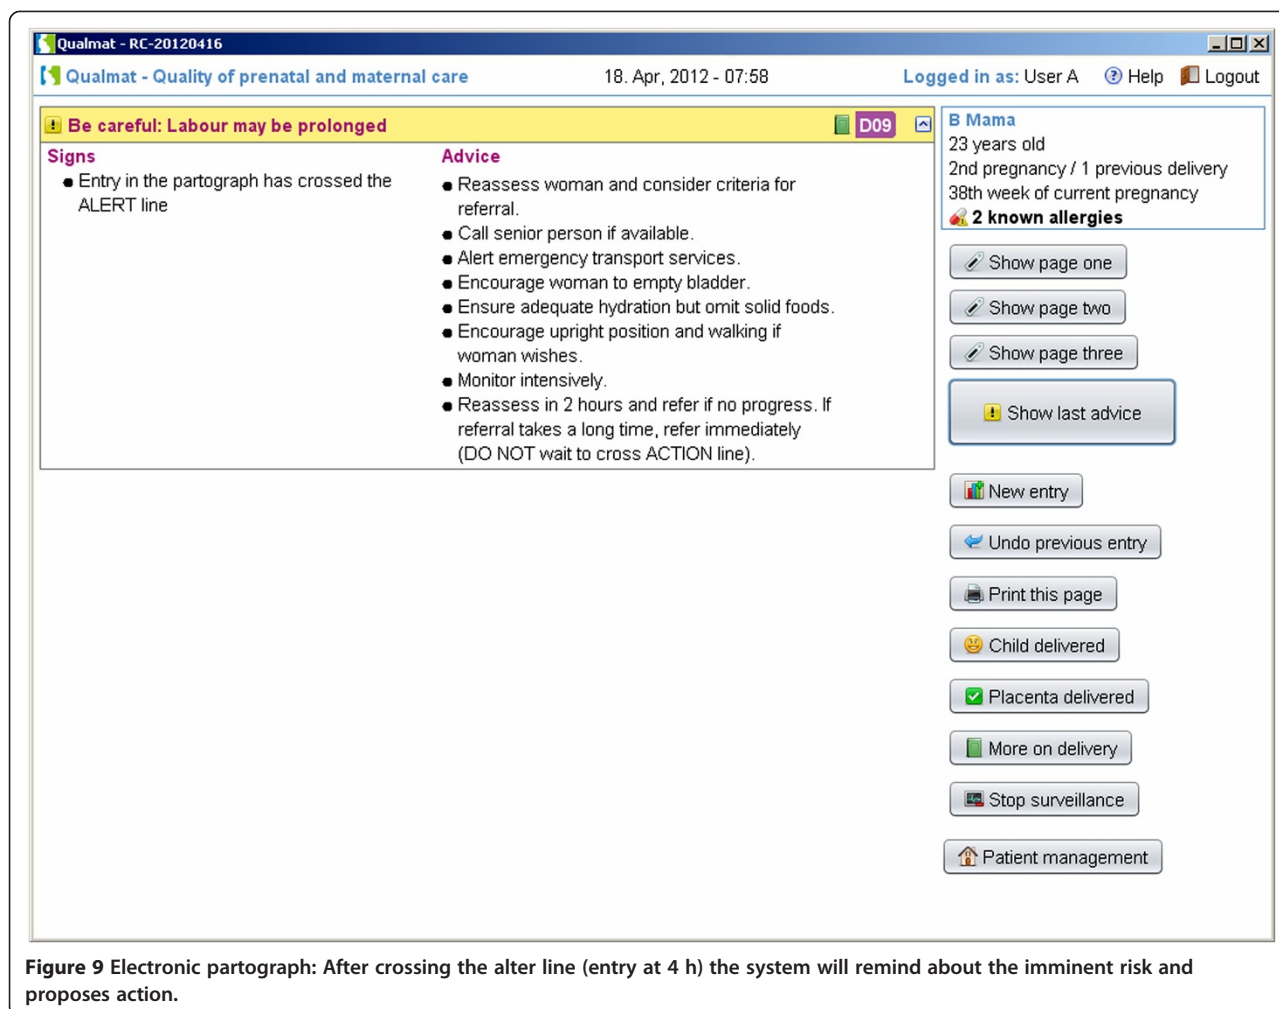 Qualmat - RC-20120416
Qualmat - Quality of prenatal and maternal care
18. Apr, 2012 - 07:58
Logged in as: User A
Help
Logout
Be careful: Labour may be prolonged
D09
Signs
Entry in the partograph has crossed the
ALERT line
Advice
Reassess woman and consider criteria for
referral.
Call senior person if available.
Alert emergency transport services.
Encourage woman to empty bladder.
Ensure adequate hydration but omit solid foods.
Encourage upright position and walking if
woman wishes.
Monitor intensively.
Reassess in 2 hours and refer if no progress. If
referral takes a long time, refer immediately
(DO NOT wait to cross ACTION line).
B Mama
23 years old
2nd pregnancy / 1 previous delivery
38th week of current pregnancy
2 known allergies
Show page one
Show page two
Show page three
Show last advice
New entry
Undo previous entry
Print this page
Child delivered
Placenta delivered
More on delivery
Stop surveillance
Patient management
Figure 9 Electronic partograph: After crossing the alter line (entry at 4 h) the system will remind about the imminent risk and
proposes action.